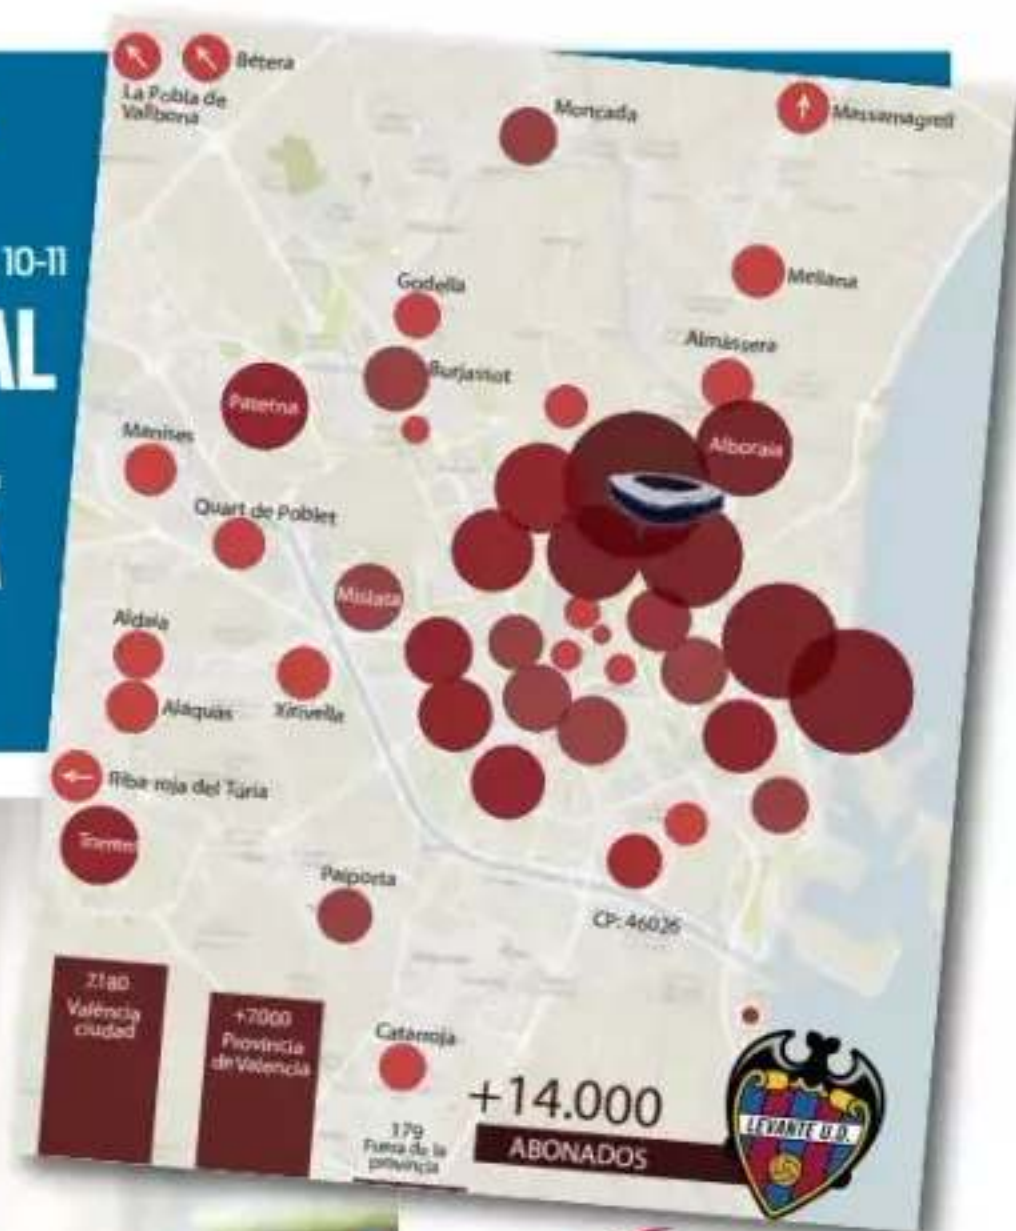 Bétera
La Pobla de
Vallbona
Moncada
Massamagrell
10-11
AL
Meliana
Godella
Almàssera
Burjassot
Paterna
Alboraia
Manises
Quart de Poblet
Mislata
Aldaia
Alaquàs
Xirivella
Riba-roja del Túria
Torrent
Paiporta
CP: 46026
7180
València
ciudad
+7000
Provincia
de Valencia
Catarroja
179
Fuera de la
provincia
+14.000
ABONADOS
LEVANTE U.D.